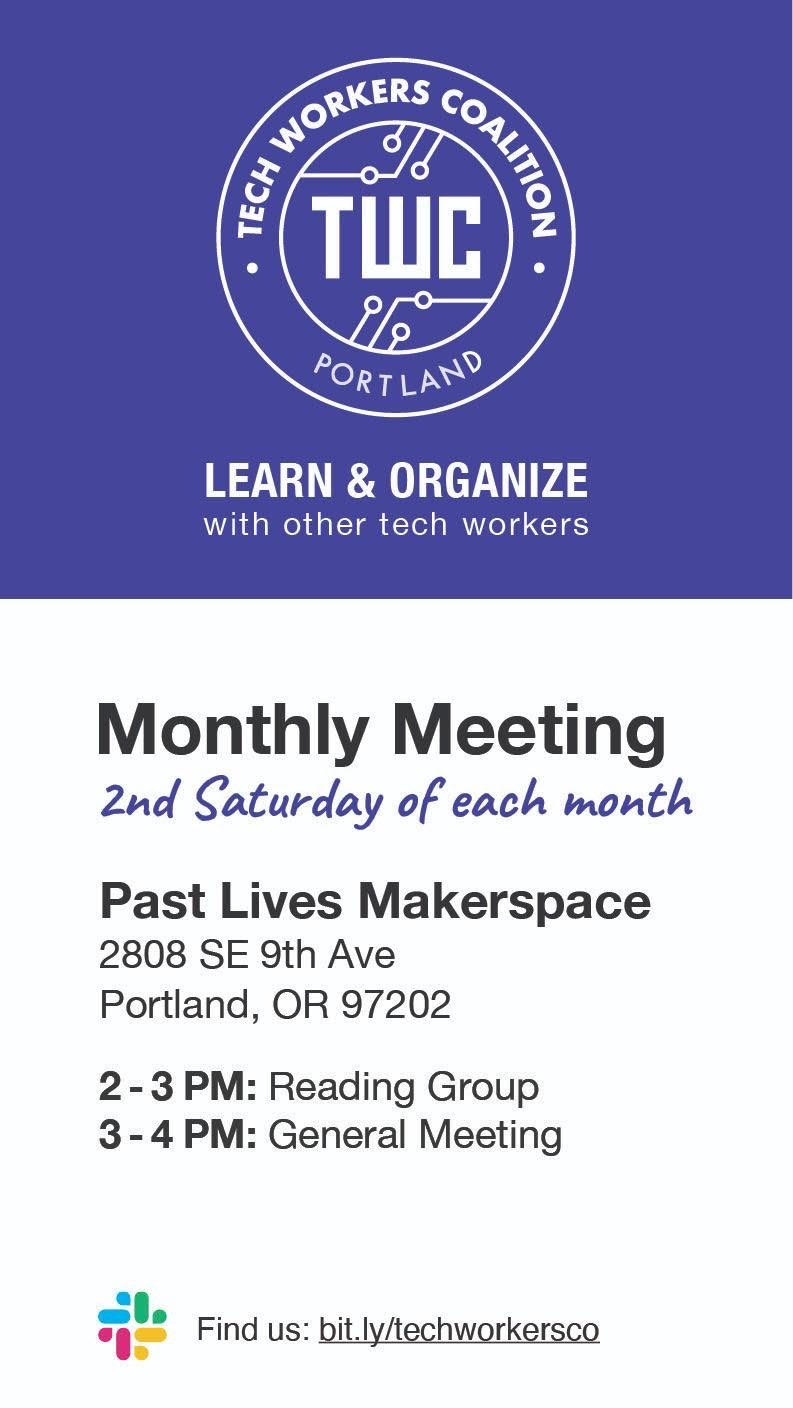 TECH WORKERS COALITION
TWC
PORTLAND
LEARN & ORGANIZE
with other tech workers
Monthly Meeting
2nd Saturday of each month
Past Lives Makerspace
2808 SE 9th Ave
Portland, OR 97202
2 - 3 PM: Reading Group
3 - 4 PM: General Meeting
Find us: bit.ly/techworkersco